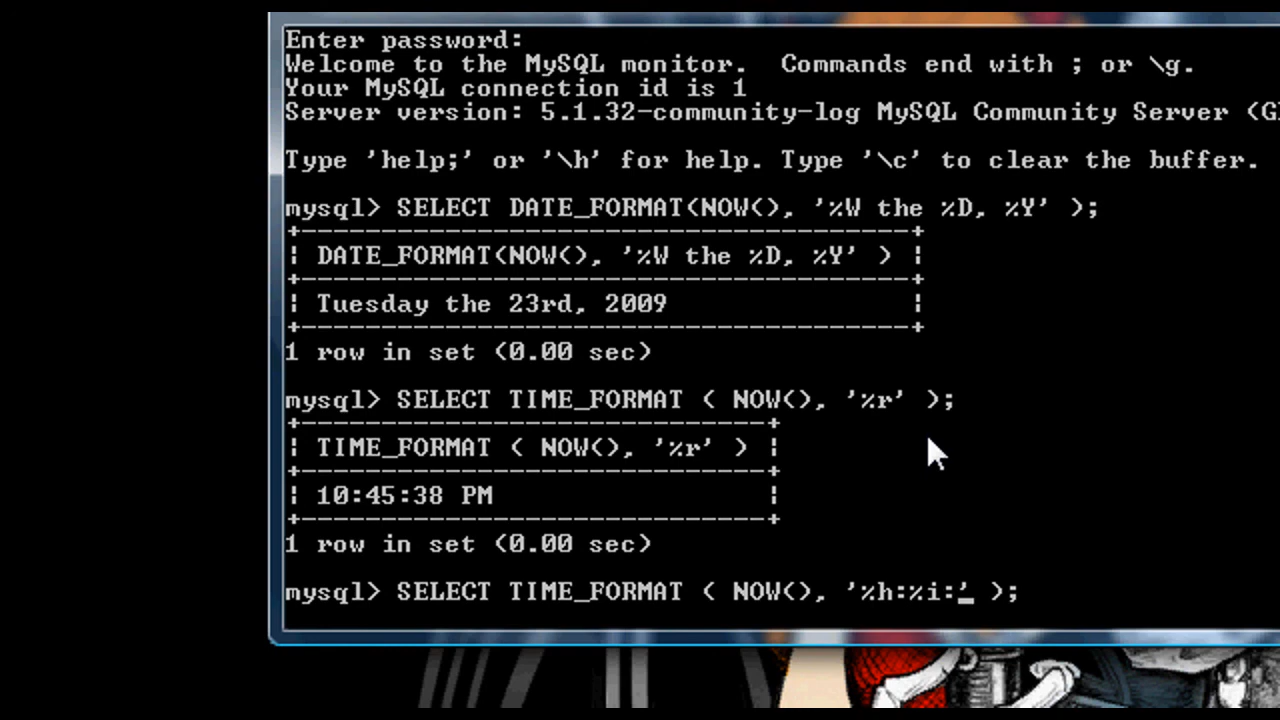 Enter password:
Welcome to the MySQL monitor.  Commands end with ; or \g.
Your MySQL connection id is 1
Server version: 5.1.32-community-log MySQL Community Server (G
Type 'help;' or '\h' for help. Type '\c' to clear the buffer.
mysql> SELECT DATE_FORMAT(NOW(), '%W the %D, %Y' );
+---------------------------------------+
| DATE_FORMAT(NOW(), '%W the %D, %Y' ) |
+---------------------------------------+
| Tuesday the 23rd, 2009               |
+---------------------------------------+
1 row in set (0.00 sec)
mysql> SELECT TIME_FORMAT ( NOW(), '%r' );
+-----------------------------+
| TIME_FORMAT ( NOW(), '%r' ) |
+-----------------------------+
| 10:45:38 PM                 |
+-----------------------------+
1 row in set (0.00 sec)
mysql> SELECT TIME_FORMAT ( NOW(), '%h:%i:' );